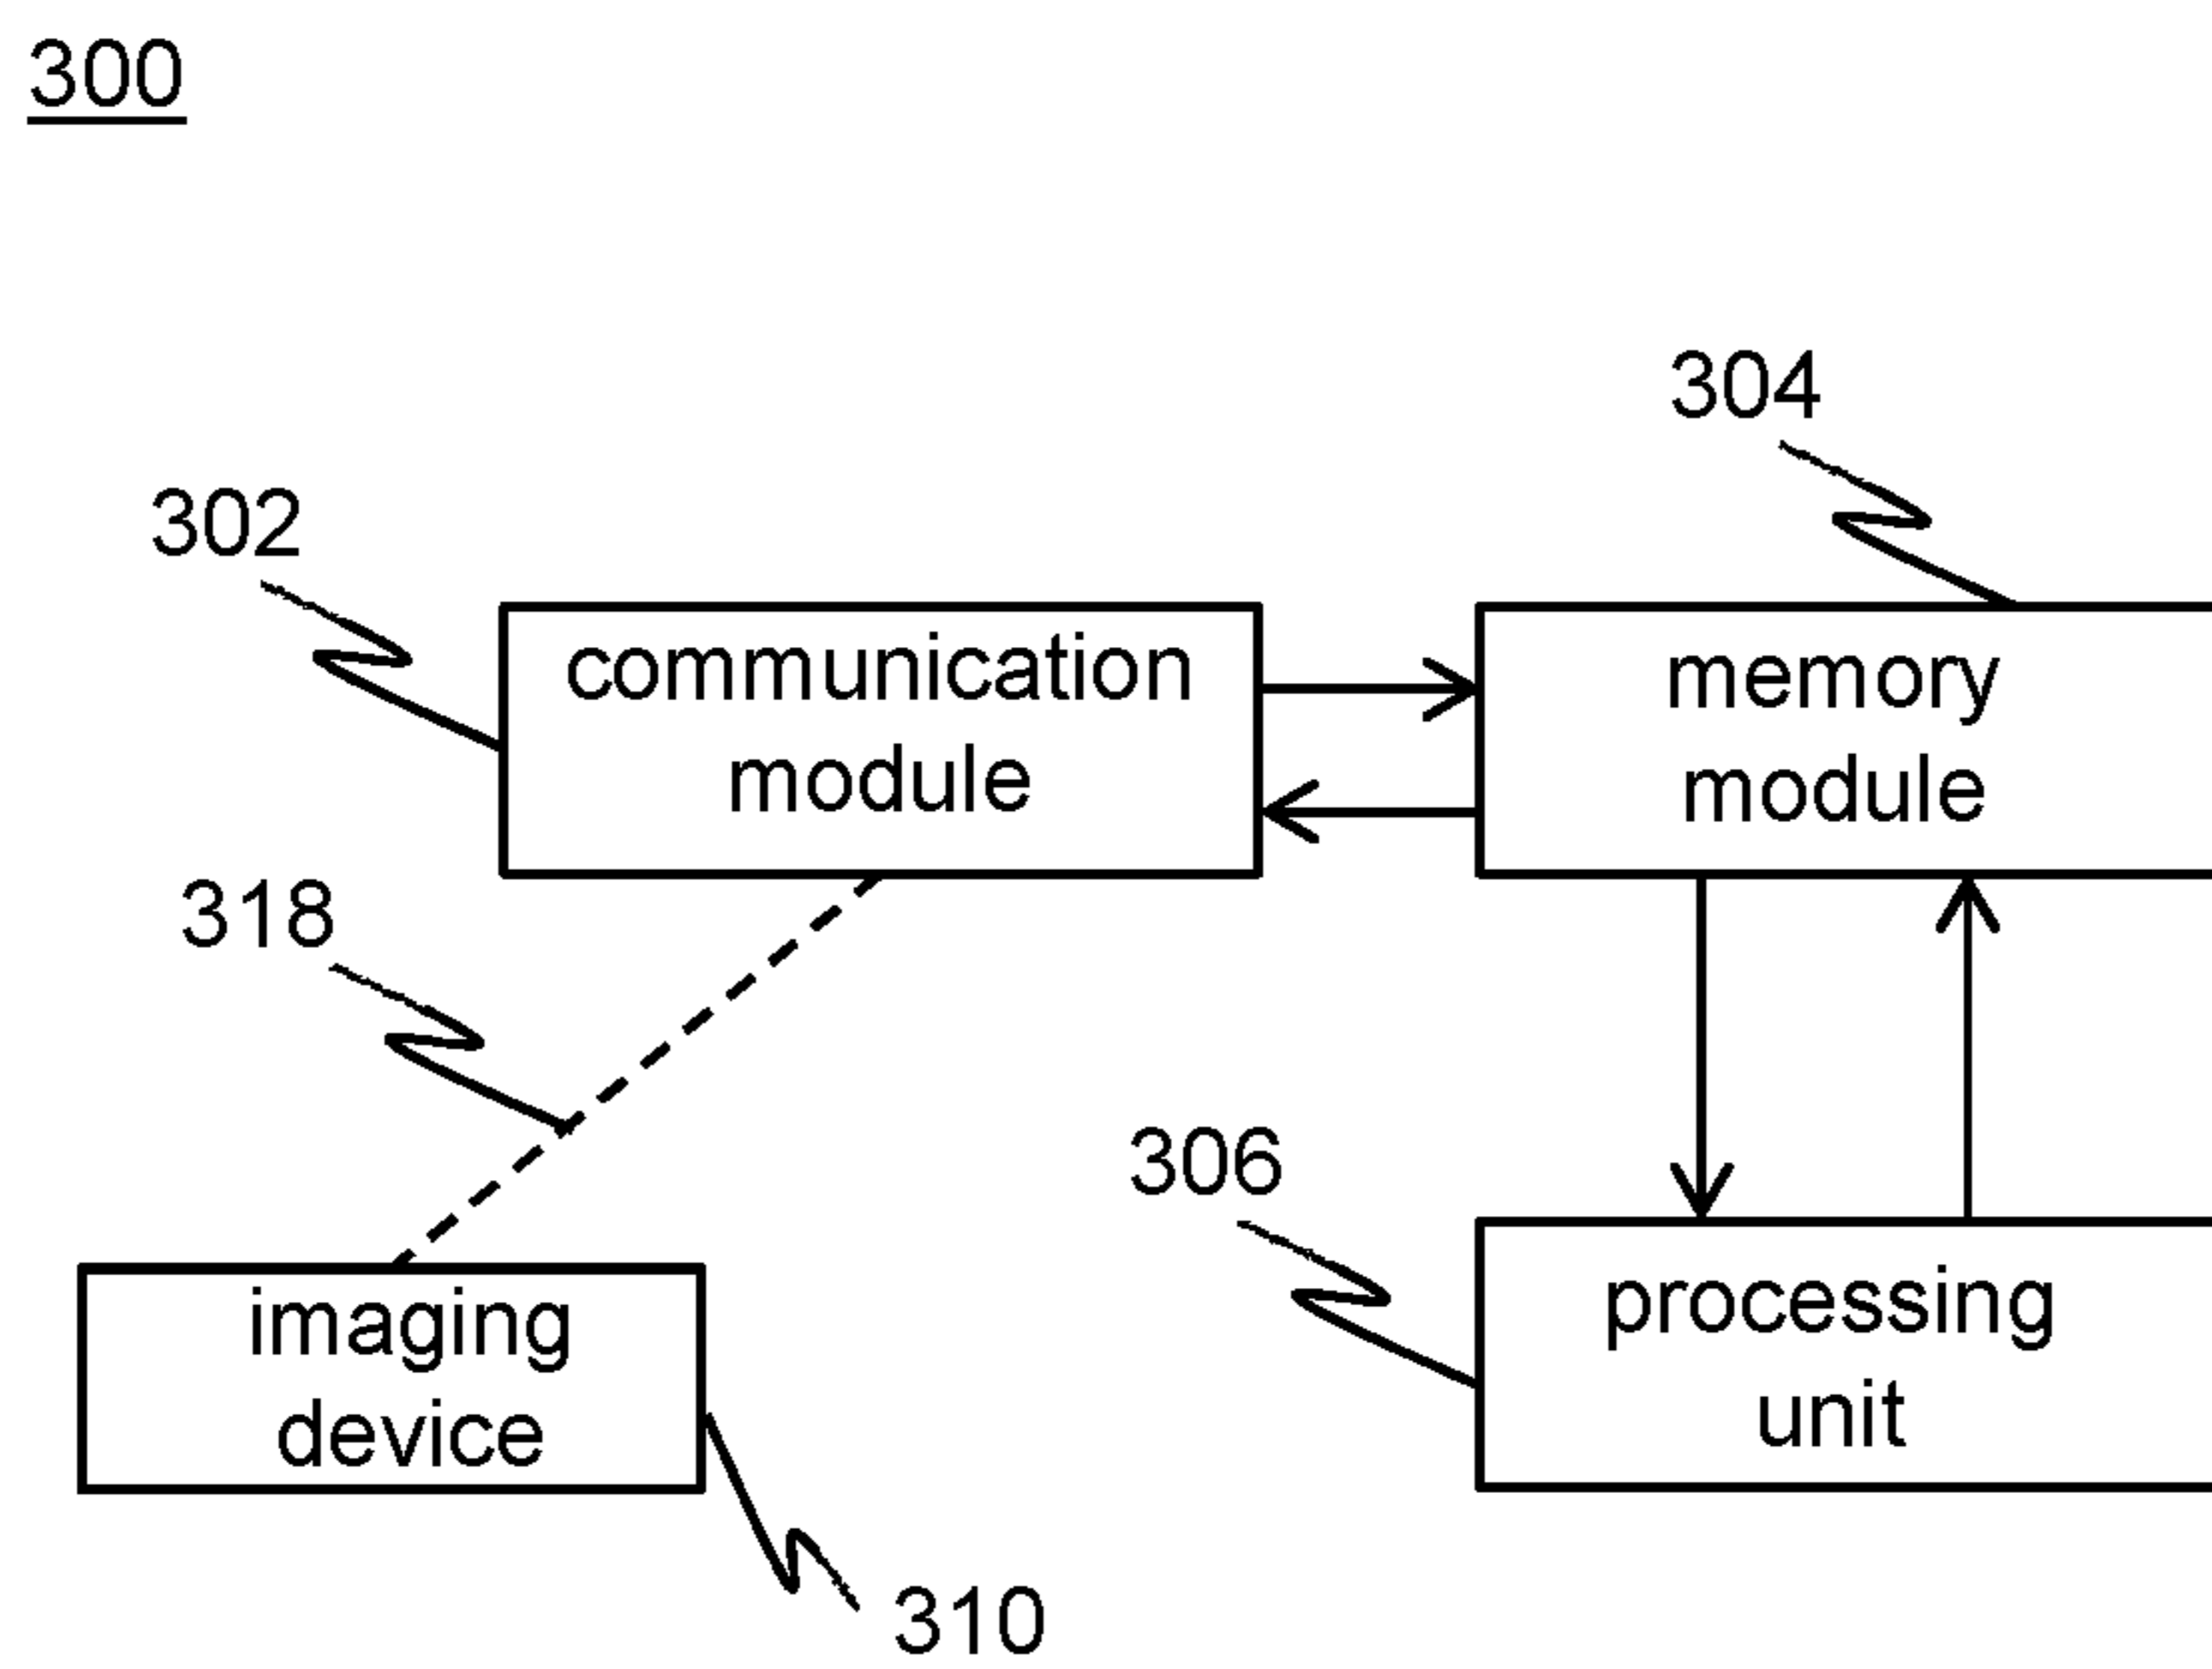 300
304
302
communication
module
memory
module
318
306
imaging
device
processing
unit
310